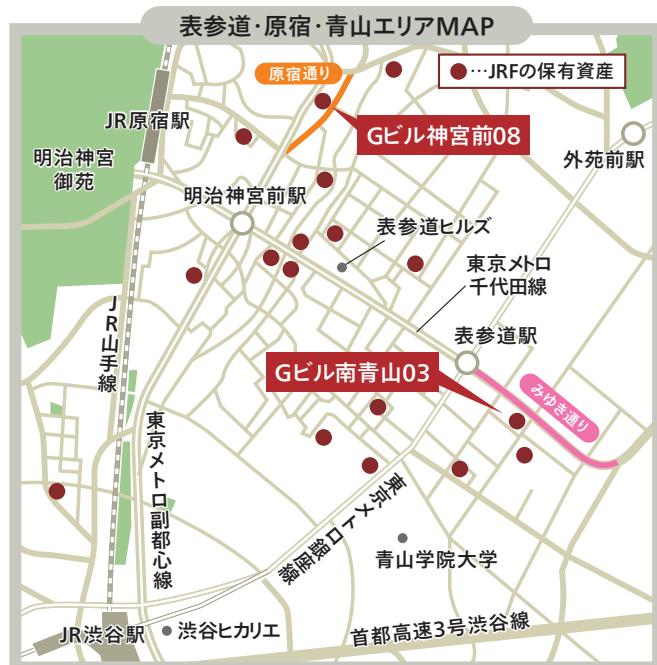 表参道・原宿・青山エリアMAP
原宿通り
●…JRFの保有資産
JR原宿駅
Gビル神宮前08
外苑前駅
明治神宮
御苑
明治神宮前駅
表参道ヒルズ
東京メトロ
千代田線
JR山手線
表参道駅
Gビル南青山03
みゆき通り
東京メトロ副都心線
東京メトロ銀座線
青山学院大学
JR渋谷駅
渋谷ヒカリエ
首都高速3号渋谷線